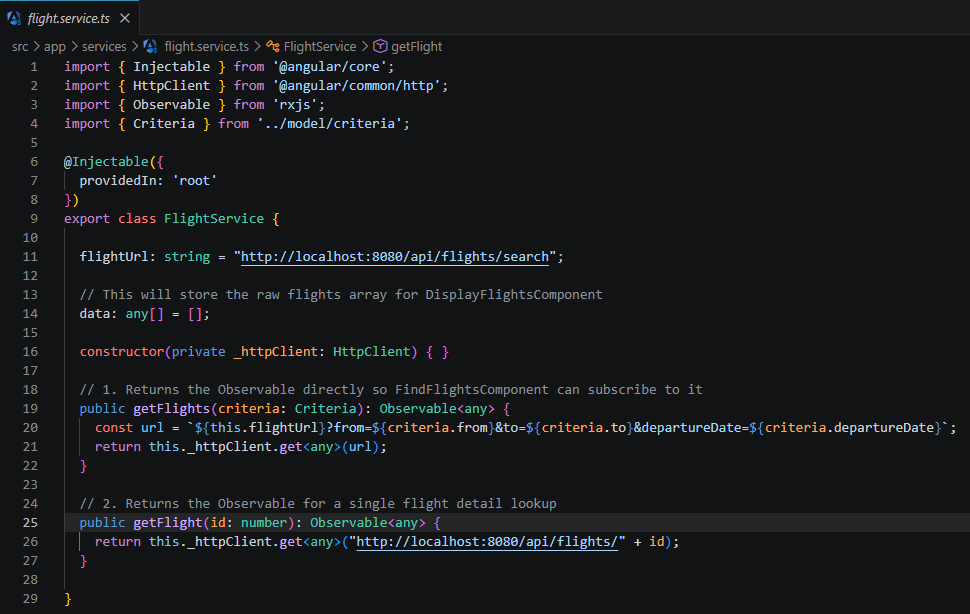 flight.service.ts ×
src > app > services > flight.service.ts > FlightService > getFlight
1 import { Injectable } from '@angular/core';
2 import { HttpClient } from '@angular/common/http';
3 import { Observable } from 'rxjs';
4 import { Criteria } from '../model/criteria';
5
6 @Injectable({
7   providedIn: 'root'
8 })
9 export class FlightService {
10
11   flightUrl: string = "http://localhost:8080/api/flights/search";
12
13   // This will store the raw flights array for DisplayFlightsComponent
14   data: any[] = [];
15
16   constructor(private _httpClient: HttpClient) { }
17
18   // 1. Returns the Observable directly so FindFlightsComponent can subscribe to it
19   public getFlights(criteria: Criteria): Observable<any> {
20     const url = `${this.flightUrl}?from=${criteria.from}&to=${criteria.to}&departureDate=${criteria.departureDate}`;
21     return this._httpClient.get<any>(url);
22   }
23
24   // 2. Returns the Observable for a single flight detail lookup
25   public getFlight(id: number): Observable<any> {
26     return this._httpClient.get<any>("http://localhost:8080/api/flights/" + id);
27   }
28
29 }